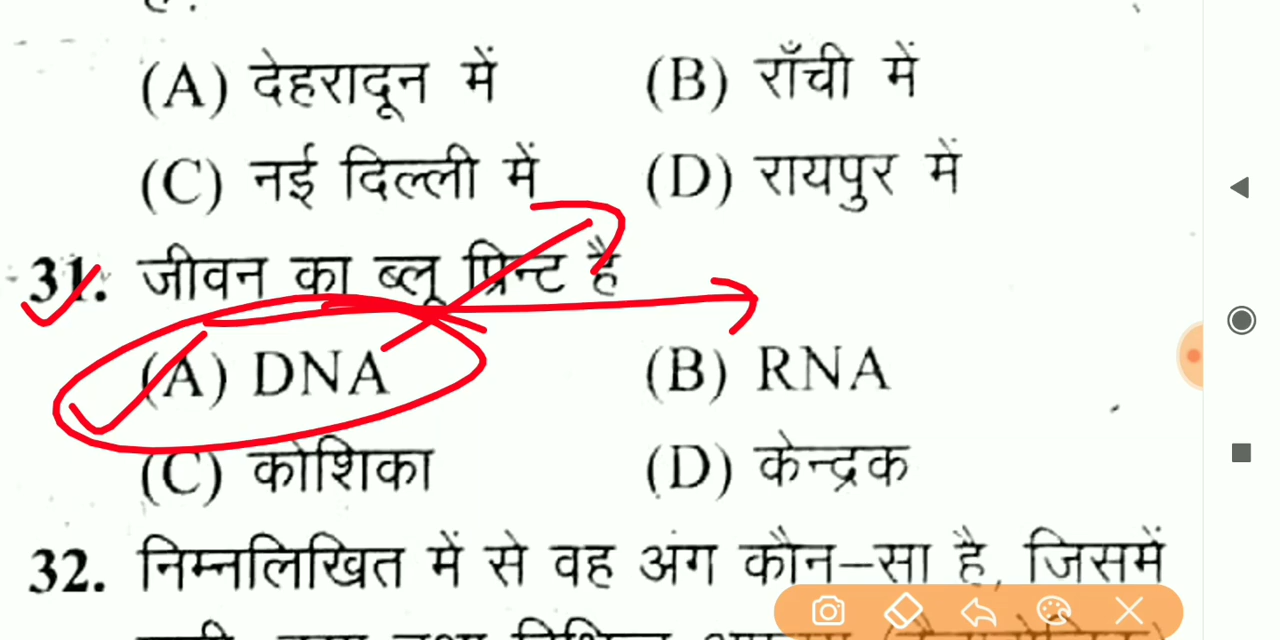 (A) देहरादून में (B) राँची में
(C) नई दिल्ली में (D) रायपुर में
31. जीवन का ब्लू प्रिन्ट है
(A) DNA (B) RNA
(C) कोशिका (D) केन्द्रक
32. निम्नलिखित में से वह अंग कौन–सा है, जिसमें